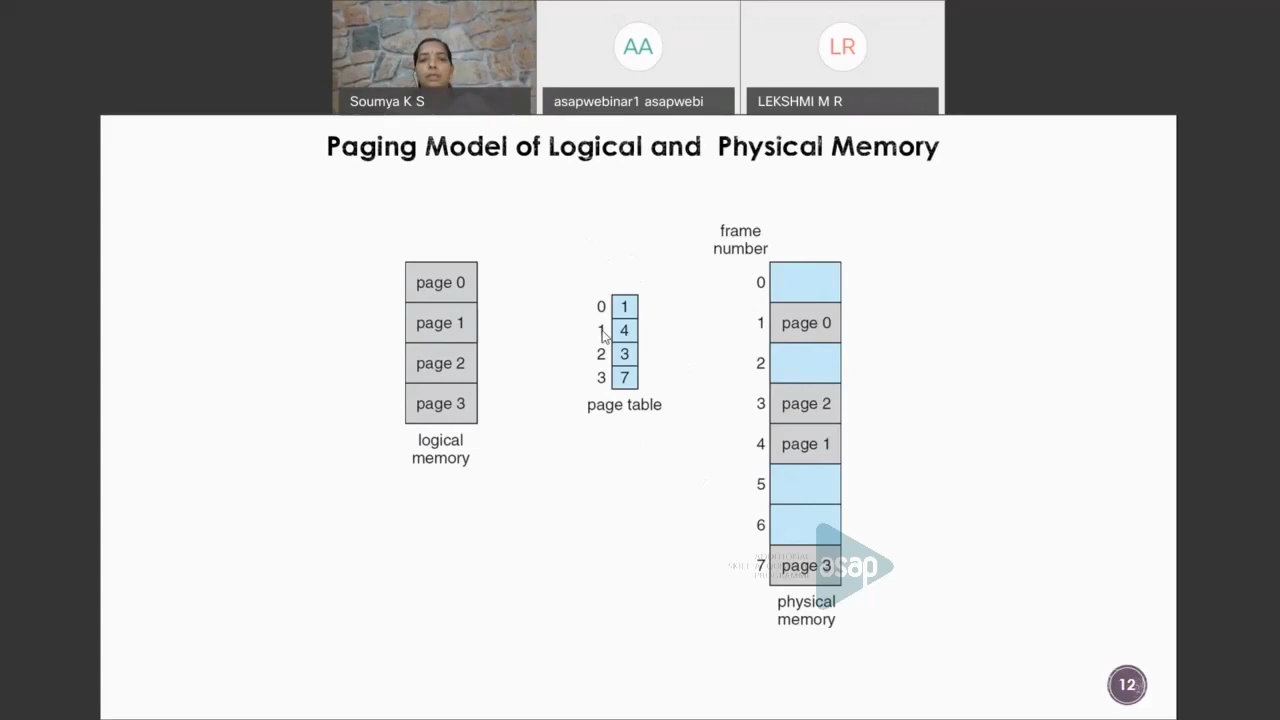 Soumya K S
AA
asapwebinar1 asapwebi
LR
LEKSHMI M R
Paging Model of Logical and Physical Memory
page 0
page 1
page 2
page 3
logical
memory
0 1
1 4
2 3
3 7
page table
frame
number
0
1 page 0
2
3 page 2
4 page 1
5
6
7 page 3
physical
memory
asap
12